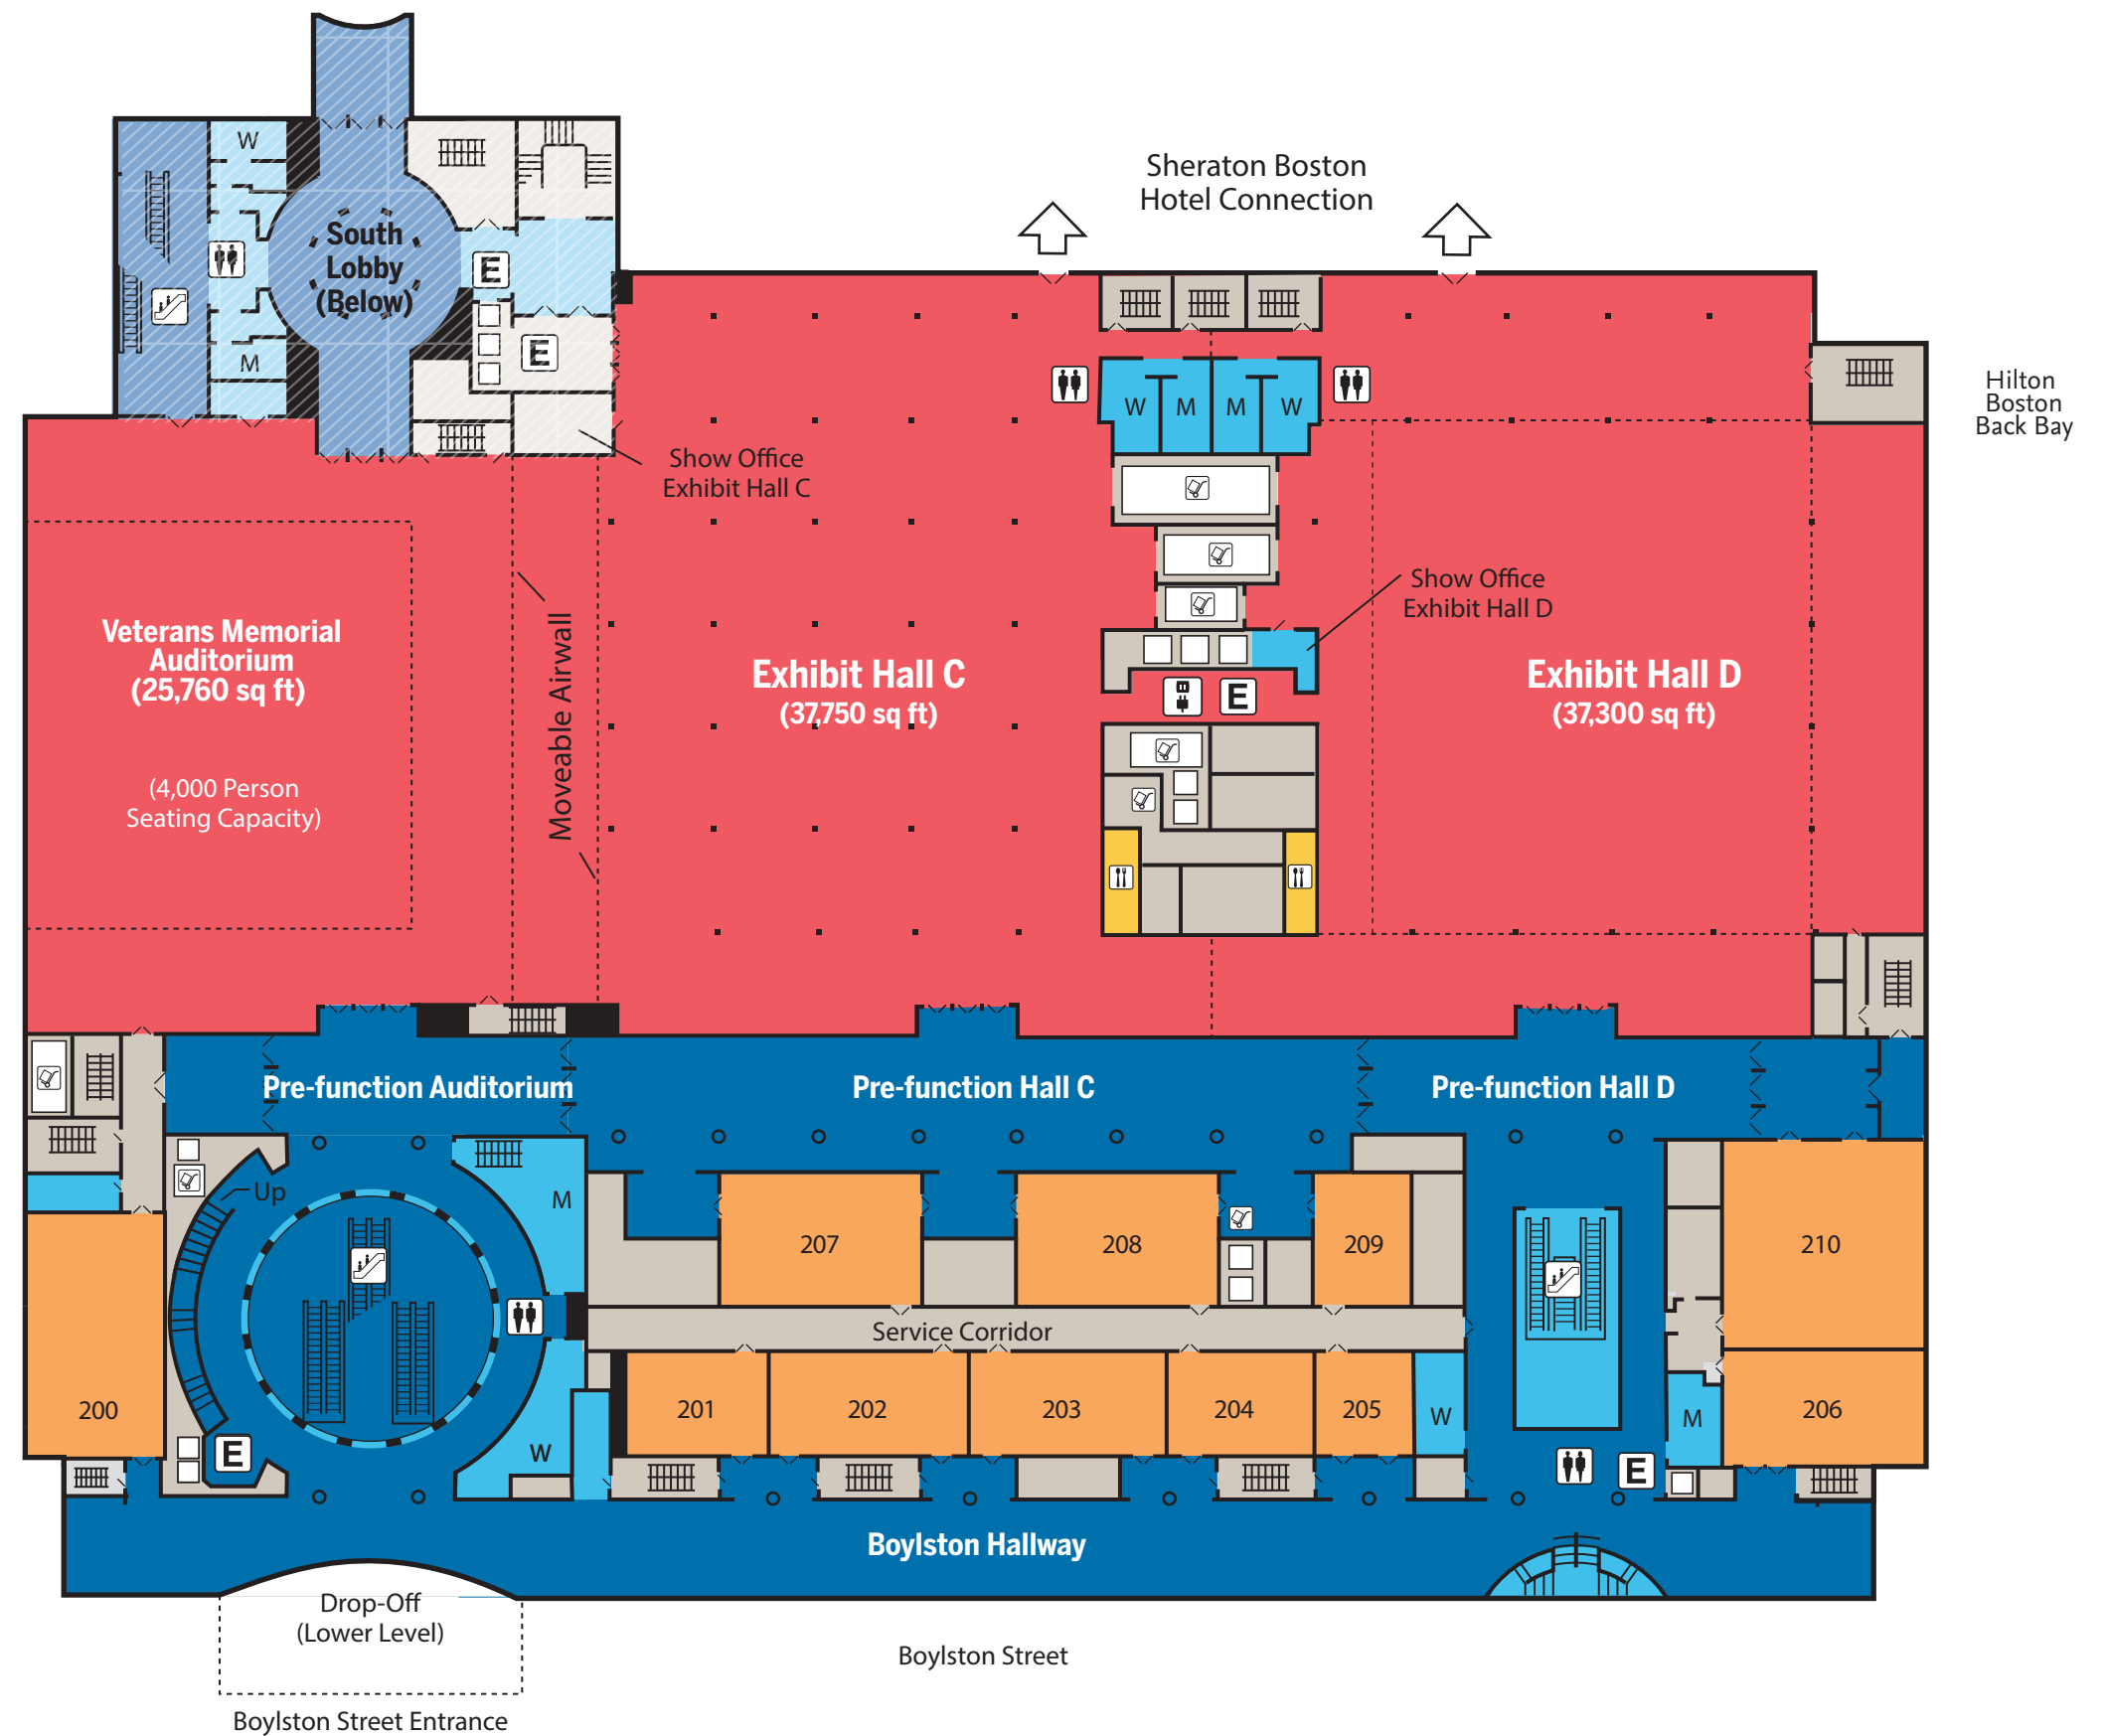 Sheraton Boston
Hotel Connection
W
South
Lobby
(Below)
E
M
E
Hilton
Boston
Back Bay
W
M
M
W
Show Office
Exhibit Hall C
Show Office
Exhibit Hall D
Veterans Memorial
Auditorium
(25,760 sq ft)
(4,000 Person
Seating Capacity)
Moveable Airwall
Exhibit Hall C
(37,750 sq ft)
E
Exhibit Hall D
(37,300 sq ft)
Pre-function Auditorium
Pre-function Hall C
Pre-function Hall D
Up
M
207
208
209
210
Service Corridor
200
W
E
201
202
203
204
205
W
M
206
E
Boylston Hallway
Drop-Off
(Lower Level)
Boylston Street
Boylston Street Entrance